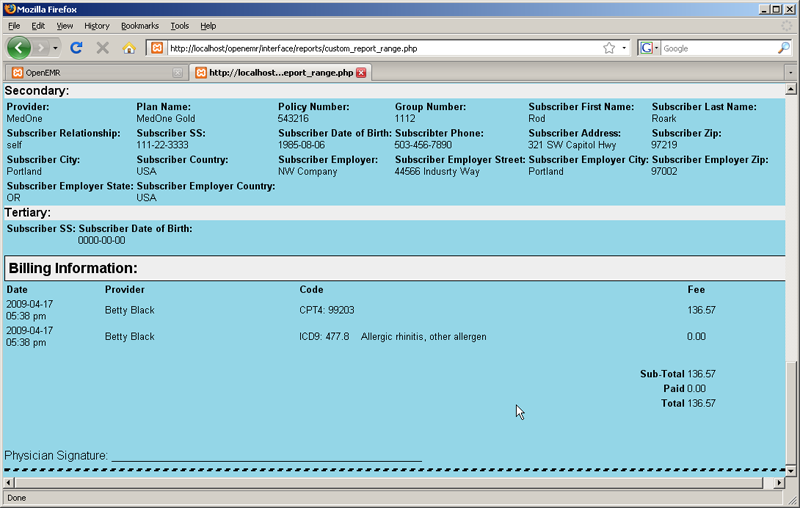 Mozilla Firefox
File Edit View History Bookmarks Tools Help
http://localhost/openemr/interface/reports/custom_report_range.php
Google
OpenEMR
http://localhost...eport_range.php
Secondary:
Provider: Plan Name: Policy Number: Group Number: Subscriber First Name: Subscriber Last Name:
MedOne MedOne Gold 543216 1112 Rod Roark
Subscriber Relationship: Subscriber SS: Subscriber Date of Birth: Subscribter Phone: Subscriber Address: Subscriber Zip:
self 111-22-3333 1985-08-06 503-456-7890 321 SW Capitol Hwy 97219
Subscriber City: Subscriber Country: Subscriber Employer: Subscriber Employer Street: Subscriber Employer City: Subscriber Employer Zip:
Portland USA NW Company 44566 Indusrty Way Portland 97002
Subscriber Employer State: Subscriber Employer Country:
OR USA
Tertiary:
Subscriber SS: Subscriber Date of Birth:
0000-00-00
Billing Information:
Date Provider Code Fee
2009-04-17
05:38 pm Betty Black CPT4: 99203 136.57
2009-04-17
05:38 pm Betty Black ICD9: 477.8 Allergic rhinitis, other allergen 0.00
Sub-Total 136.57
Paid 0.00
Total 136.57
Physician Signature:
Done